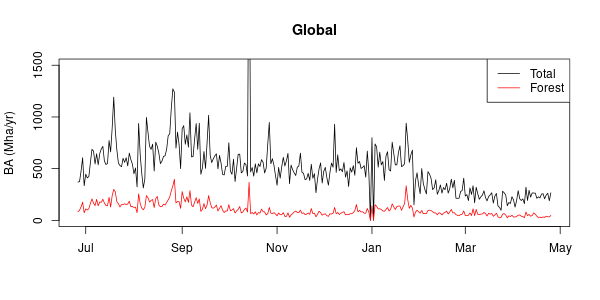 Global
BA (Mha/yr)
1500
1000
500
0
Total
Forest
Jul
Sep
Nov
Jan
Mar
May